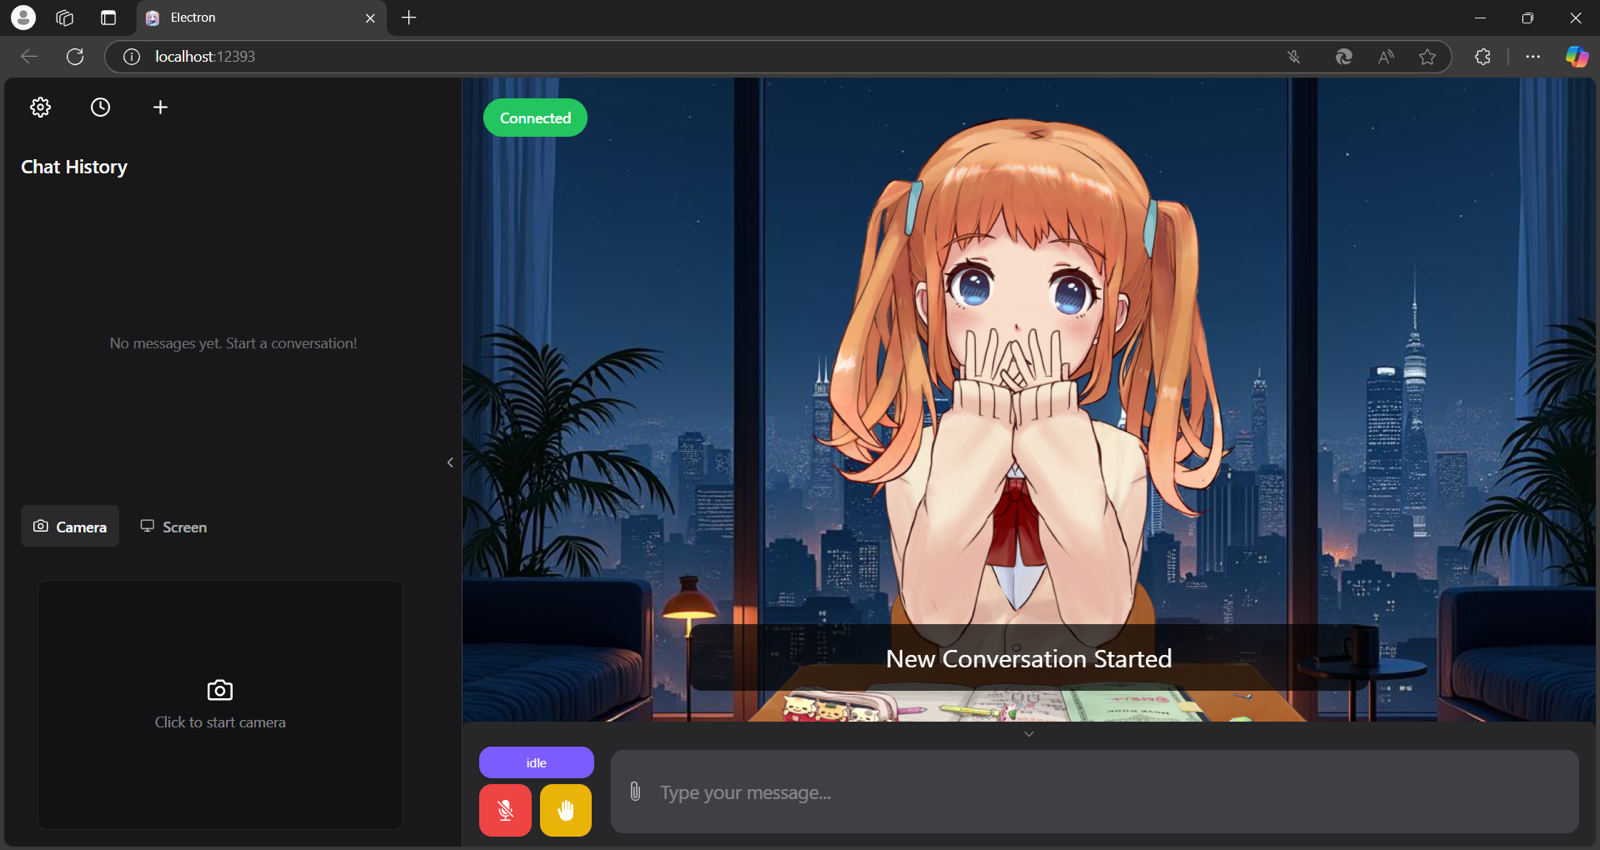 Electron
localhost:12393
Connected
Chat History
No messages yet. Start a conversation!
Camera
Screen
Click to start camera
New Conversation Started
idle
Type your message...